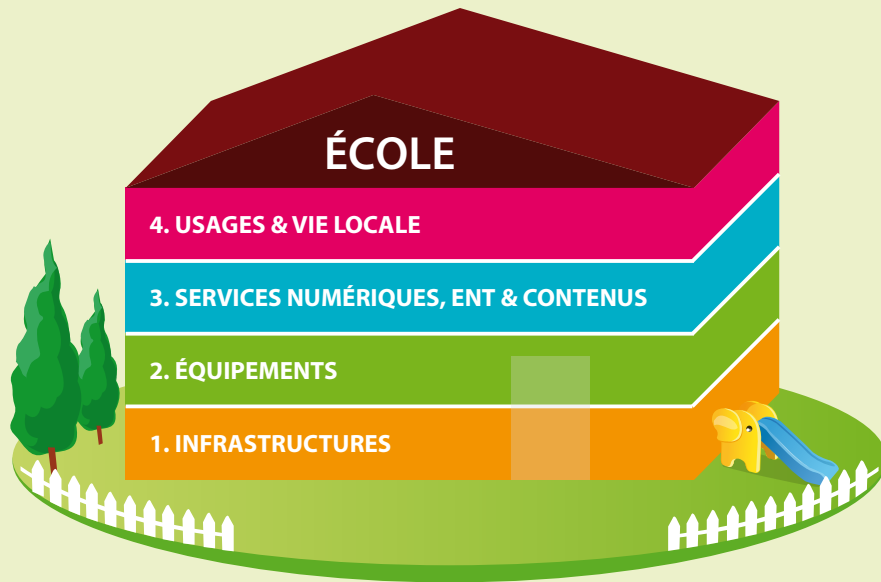 ÉCOLE
4. USAGES & VIE LOCALE
3. SERVICES NUMÉRIQUES, ENT & CONTENUS
2. ÉQUIPEMENTS
1. INFRASTRUCTURES